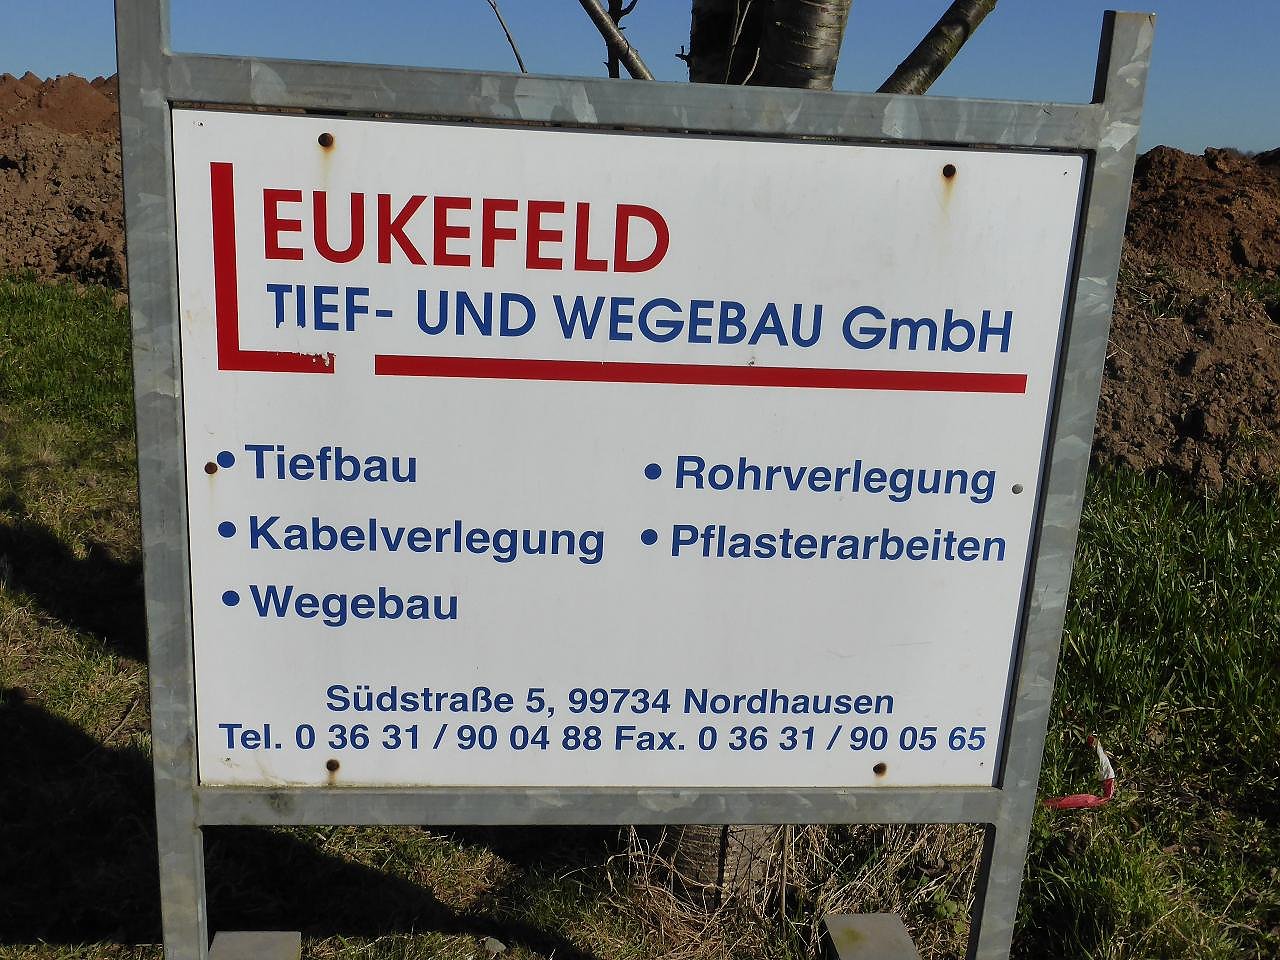 LEUKEFELD
TIEF- UND WEGEBAU GmbH
• Tiefbau
• Kabelverlegung
• Wegebau
• Rohrverlegung
• Pflasterarbeiten
Südstraße 5, 99734 Nordhausen
Tel. 0 36 31 / 90 04 88 Fax. 0 36 31 / 90 05 65